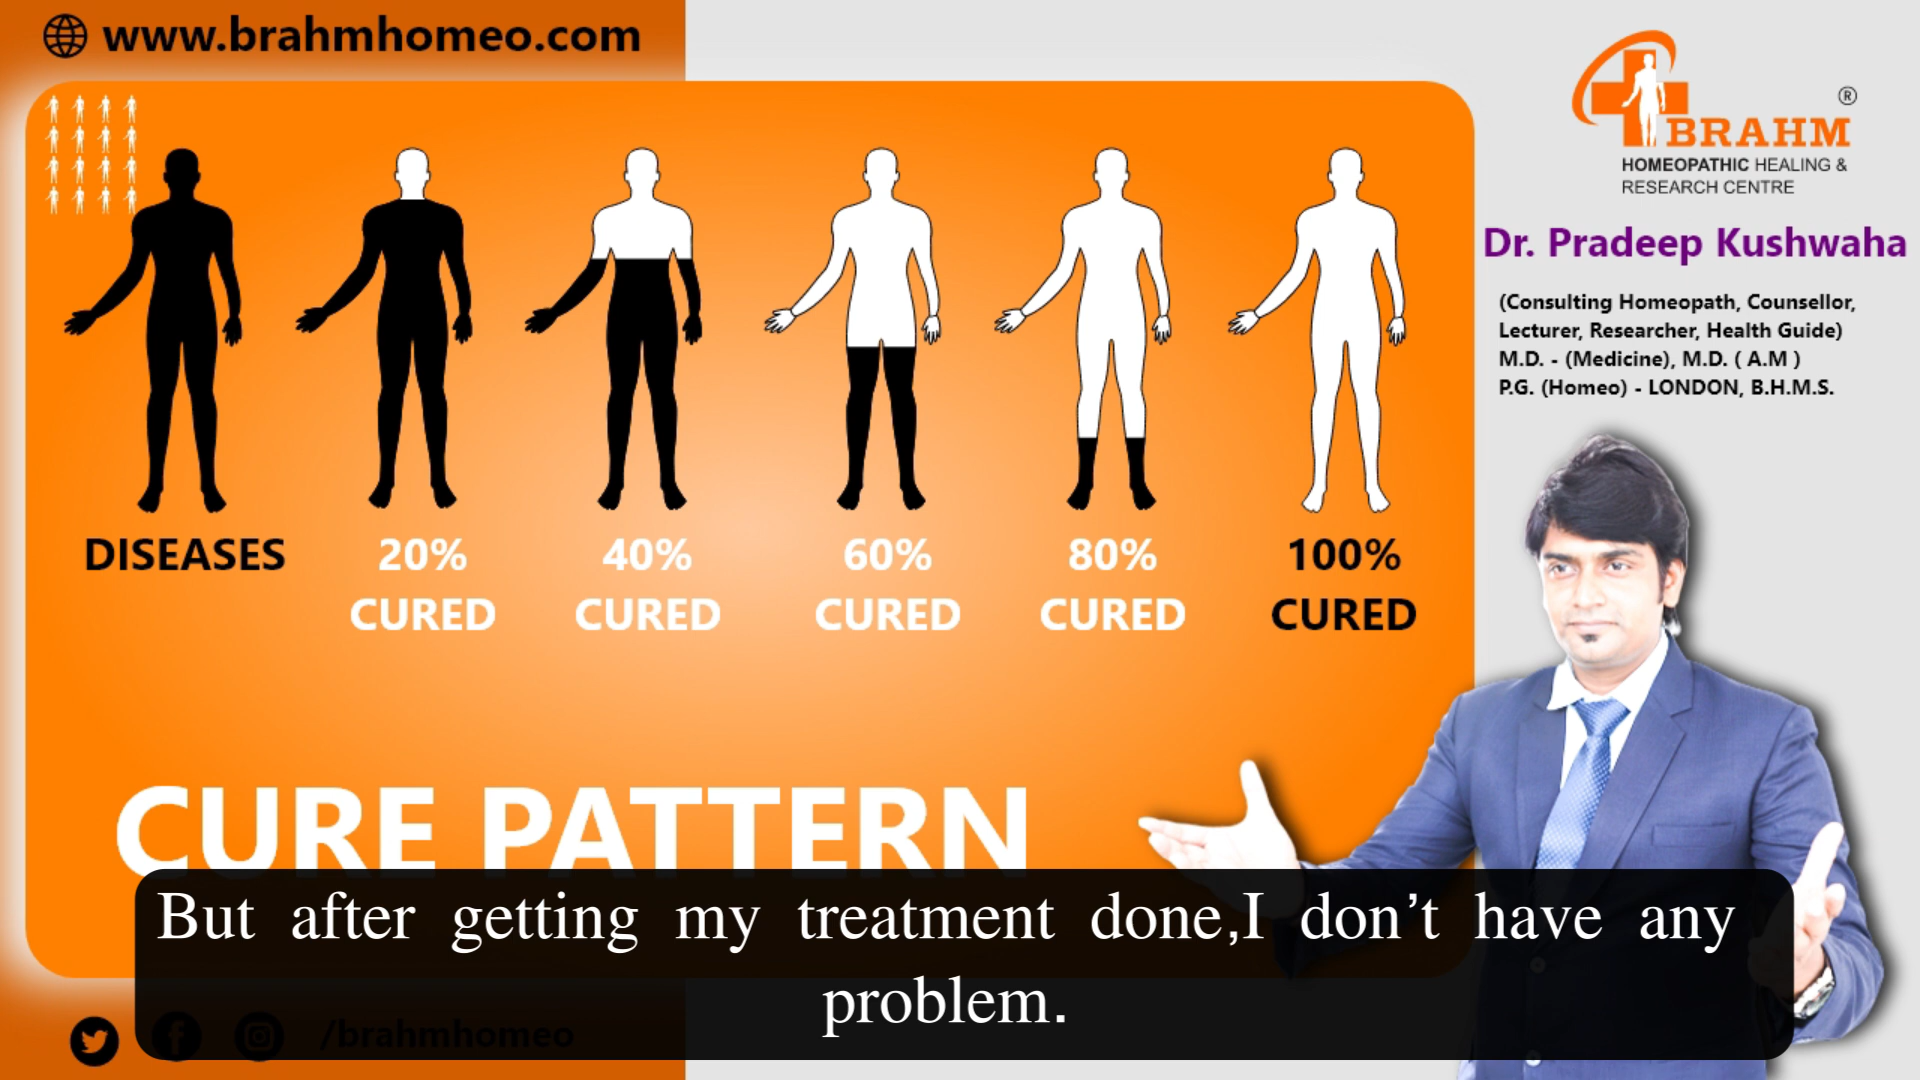 www.brahmhomeo.com
®
BRAHM
HOMEOPATHIC HEALING &
RESEARCH CENTRE
Dr. Pradeep Kushwaha
(Consulting Homeopath, Counsellor,
Lecturer, Researcher, Health Guide)
M.D. - (Medicine), M.D. ( A.M )
P.G. (Homeo) - LONDON, B.H.M.S.
DISEASES
20%
CURED
40%
CURED
60%
CURED
80%
CURED
100%
CURED
CURE PATTERN
But after getting my treatment done,I don’t have any
problem.
/brahmhomeo